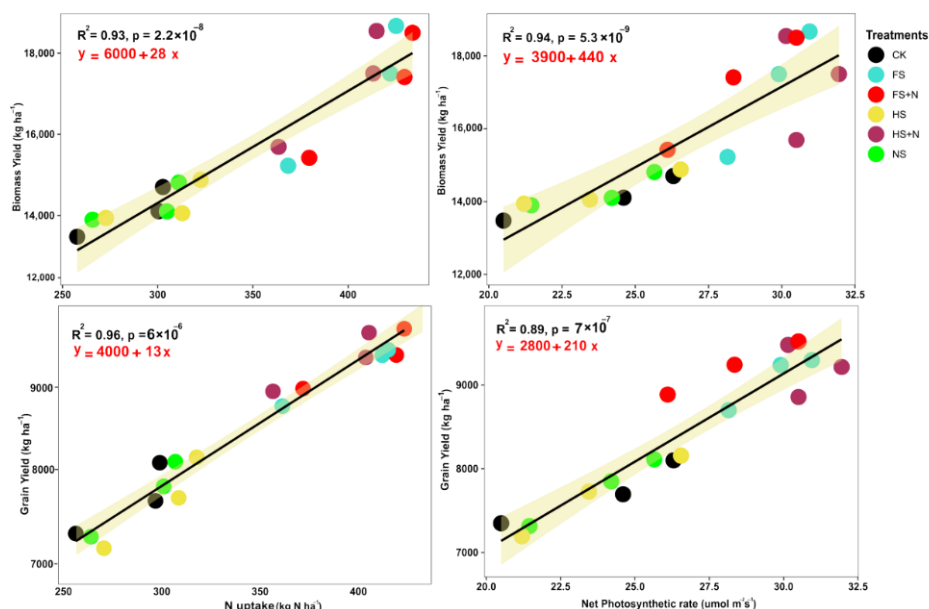 R² = 0.93, p = 2.2×10⁻⁸
y = 6000+28 x
Biomass Yield (kg ha⁻¹)
18,000
16,000
14,000
12,000
250
300
350
400
R² = 0.94, p = 5.3×10⁻⁹
y = 3900+440 x
Biomass Yield (kg ha⁻¹)
18,000
16,000
14,000
12,000
20.0
22.5
25.0
27.5
30.0
Treatments
CK
FS
FS+N
HS
HS+N
NS
R² = 0.96, p =6×10⁻⁶
y = 4000+13x
Grain Yield (kg ha⁻¹)
9000
8000
7000
250
300
350
400
N uptake(kg N ha⁻¹)
R² = 0.89, p = 7×10⁻⁷
y = 2800+210 x
Grain Yield (kg ha⁻¹)
9000
8000
7000
20.0
22.5
25.0
27.5
30.0
Net Photosynthetic rate (umol m⁻²s⁻¹)